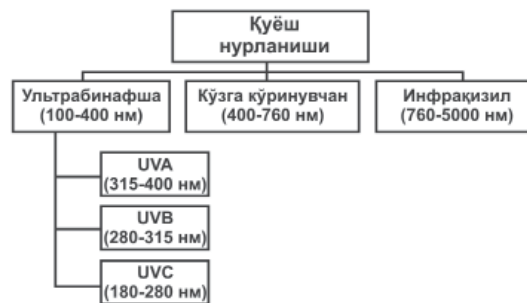 Қуёш
нурланиши
Ультрабинафша
(100-400 нм)
Кўзга кўринувчан
(400-760 нм)
Инфрақизил
(760-5000 нм)
UVA
(315-400 нм)
UVB
(280-315 нм)
UVC
(180-280 нм)